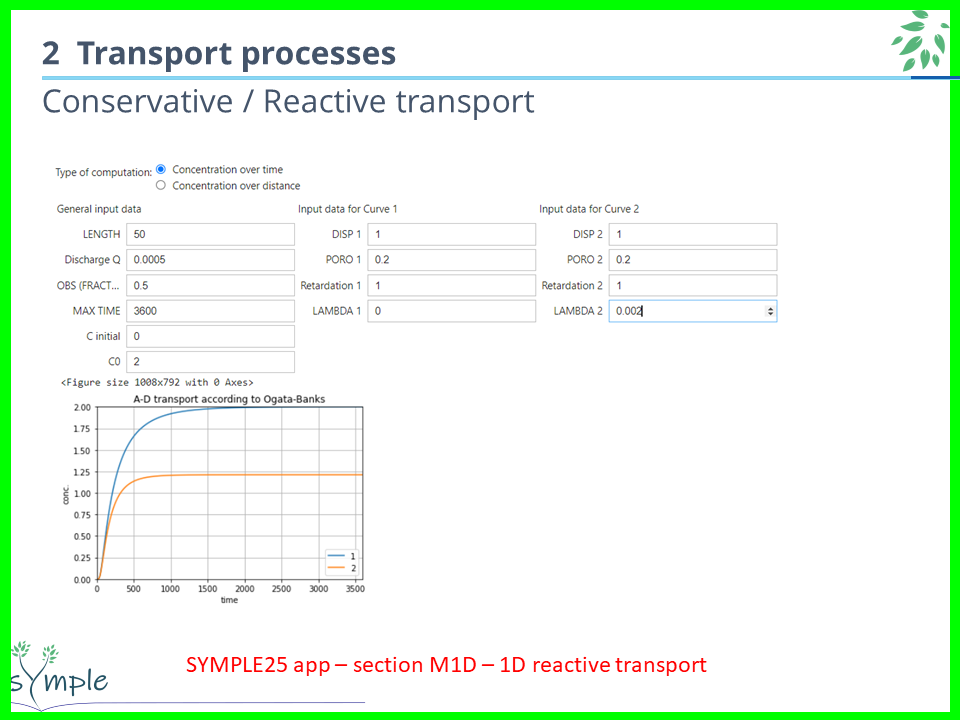 2 Transport processes
Conservative / Reactive transport
Type of computation: Concentration over time
Concentration over distance
General input data Input data for Curve 1 Input data for Curve 2
LENGTH 50 DISP 1 1 DISP 2 1
Discharge Q 0.0005 PORO 1 0.2 PORO 2 0.2
OBS (FRACT... 0.5 Retardation 1 1 Retardation 2 1
MAX TIME 3600 LAMBDA 1 0 LAMBDA 2 0.002
C initial 0
C0 2
<Figure size 1008x792 with 0 Axes>
A-D transport according to Ogata-Banks
2.00
1.75
1.50
1.25
1.00
0.75
0.50
0.25
0.00
conc.
1
2
0 500 1000 1500 2000 2500 3000 3500
time
SYMPLE25 app – section M1D – 1D reactive transport
symple